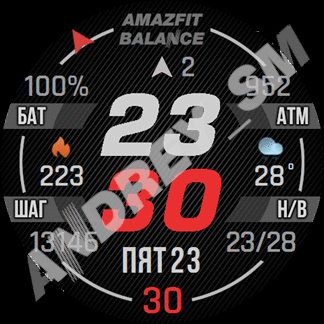 AMAZFIT
BALANCE
100% 2 952
БАТ 23 АТМ
223 28°
ШАГ 30 Н/В
13146 23/28
ПЯТ 23
30
ANDREY_SM